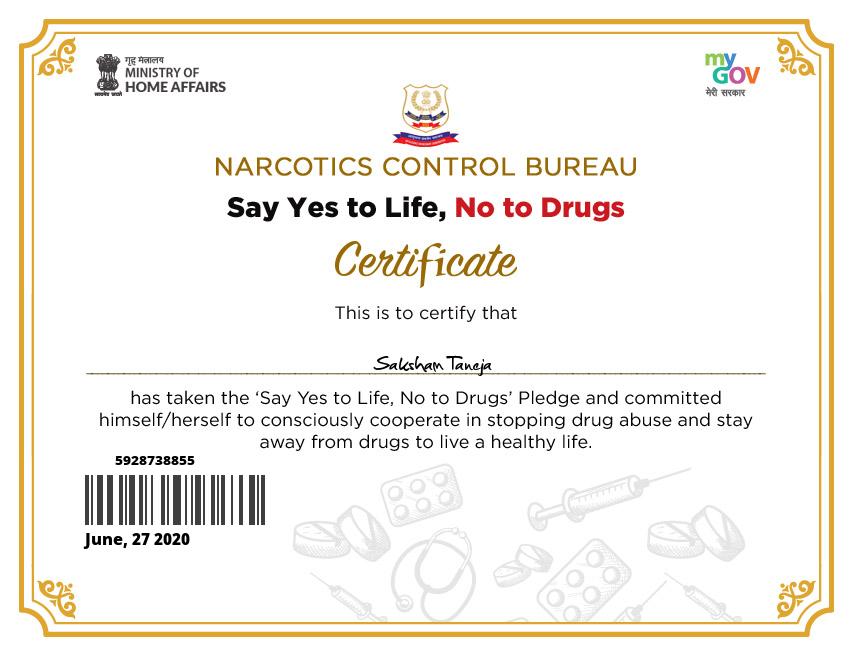 गृह मंत्रालय
MINISTRY OF
HOME AFFAIRS
सत्यमेव जयते
my
GOV
मेरी सरकार
NARCOTICS CONTROL BUREAU
Say Yes to Life, No to Drugs
Certificate
This is to certify that
Saksham Taneja
has taken the ‘Say Yes to Life, No to Drugs’ Pledge and committed
himself/herself to consciously cooperate in stopping drug abuse and stay
away from drugs to live a healthy life.
5928738855
June, 27 2020